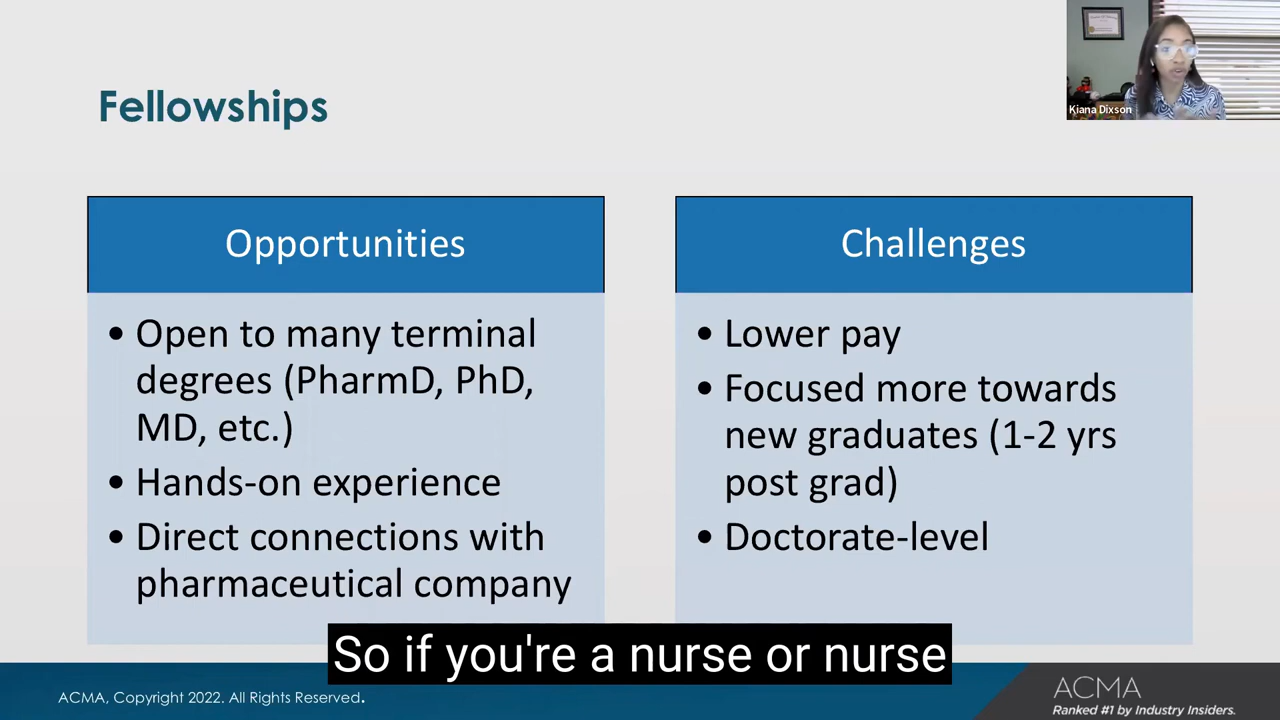 Fellowships
Kiana Dixson
Opportunities
• Open to many terminal
degrees (PharmD, PhD,
MD, etc.)
• Hands-on experience
• Direct connections with
pharmaceutical company
Challenges
• Lower pay
• Focused more towards
new graduates (1-2 yrs
post grad)
• Doctorate-level
So if you're a nurse or nurse
ACMA, Copyright 2022. All Rights Reserved.
ACMA
Ranked #1 by Industry Insiders.